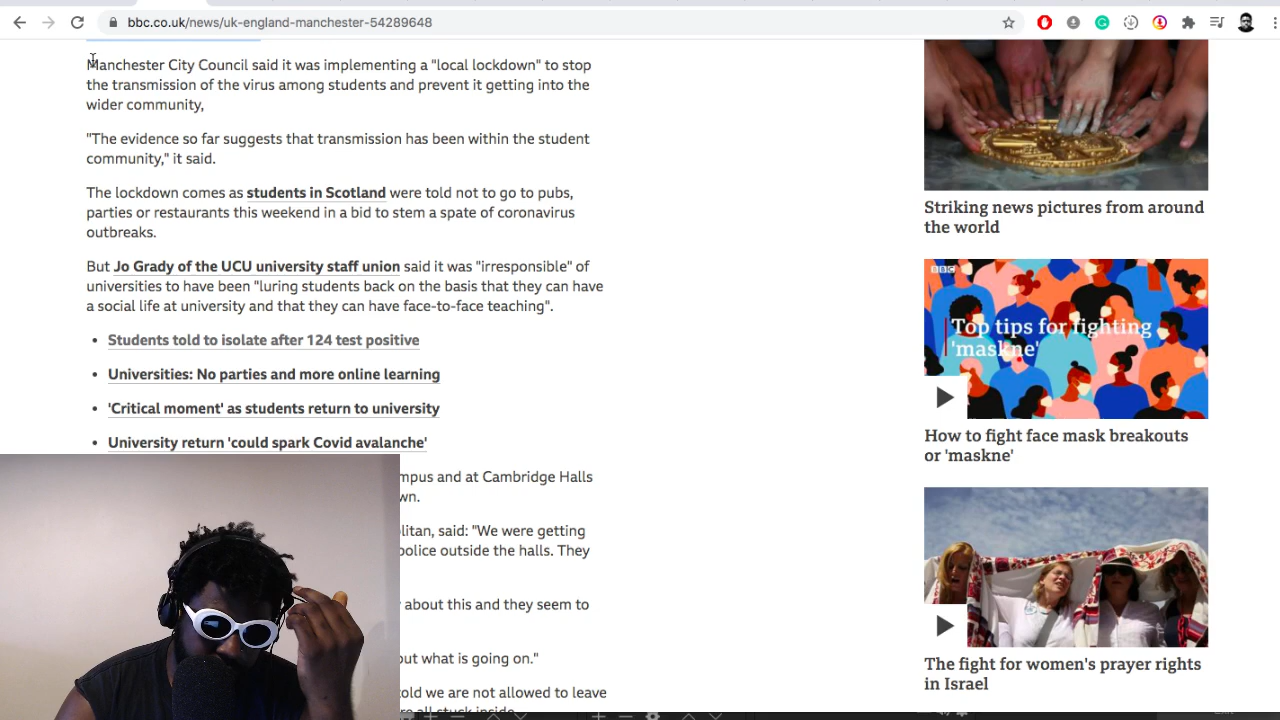 bbc.co.uk/news/uk-england-manchester-54289648
Manchester City Council said it was implementing a "local lockdown" to stop
the transmission of the virus among students and prevent it getting into the
wider community,
"The evidence so far suggests that transmission has been within the student
community," it said.
The lockdown comes as students in Scotland were told not to go to pubs,
parties or restaurants this weekend in a bid to stem a spate of coronavirus
outbreaks.
But Jo Grady of the UCU university staff union said it was "irresponsible" of
universities to have been "luring students back on the basis that they can have
a social life at university and that they can have face-to-face teaching".
• Students told to isolate after 124 test positive
• Universities: No parties and more online learning
• 'Critical moment' as students return to university
• University return 'could spark Covid avalanche'
mpus and at Cambridge Halls
wn.
litan, said: "We were getting
police outside the halls. They
about this and they seem to
out what is going on."
told we are not allowed to leave
all stuck inside
Striking news pictures from around
the world
BBC
Top tips for fighting
'maskne'
How to fight face mask breakouts
or 'maskne'
The fight for women's prayer rights
in Israel